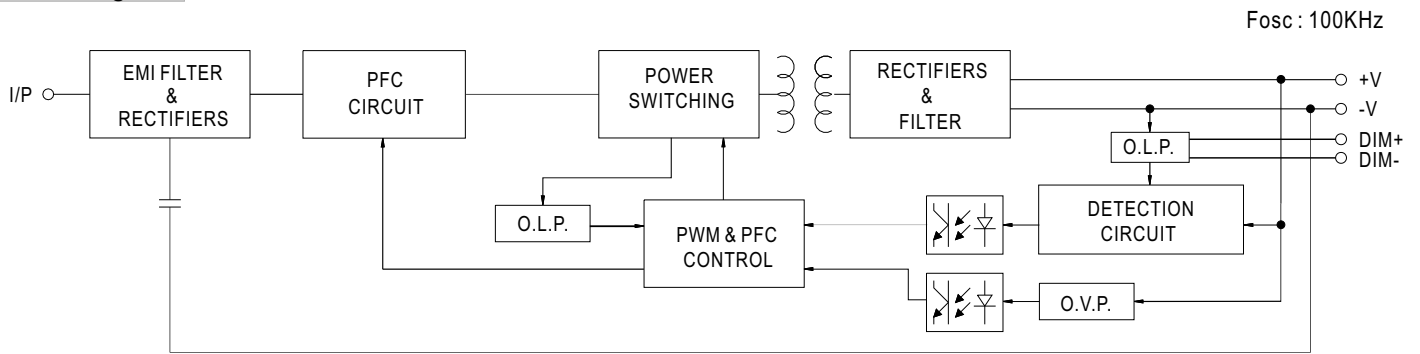 Fosc : 100KHz
I/P
EMI FILTER
&
RECTIFIERS
PFC
CIRCUIT
POWER
SWITCHING
RECTIFIERS
&
FILTER
+V
-V
DIM+
DIM-
O.L.P.
DETECTION
CIRCUIT
O.L.P.
PWM & PFC
CONTROL
O.V.P.